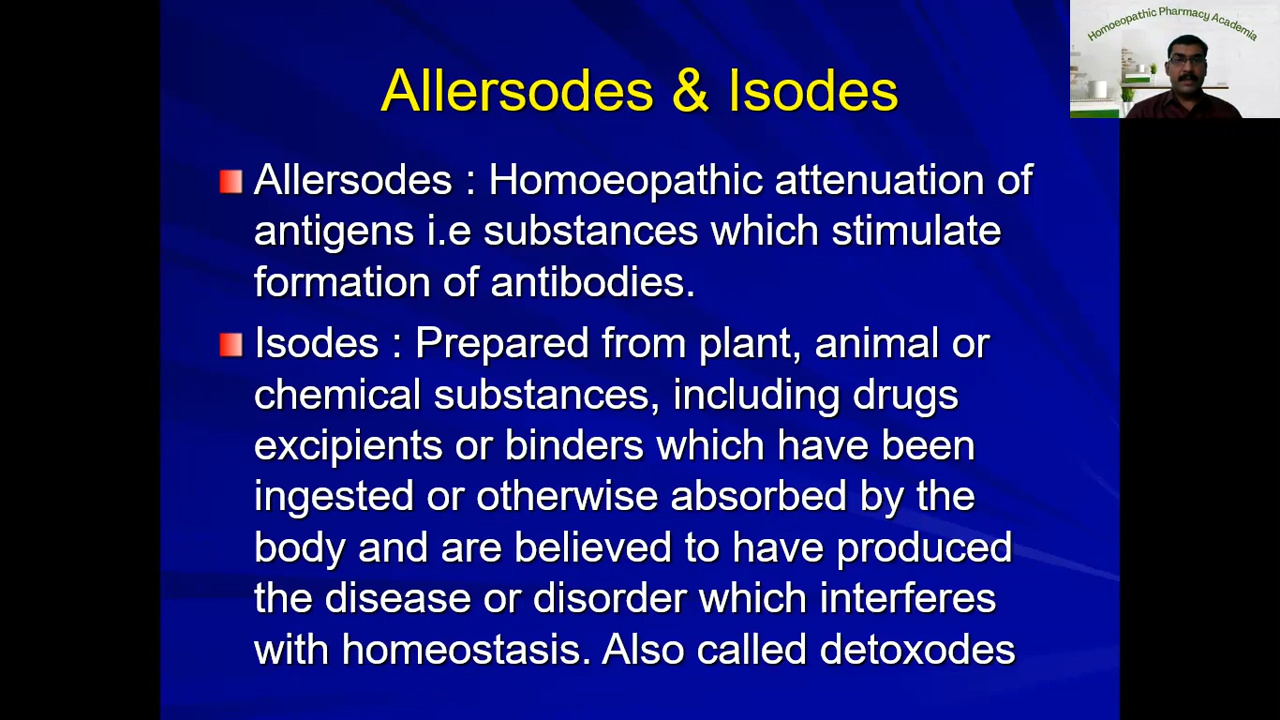 Homoeopathic Pharmacy Academia
Allersodes & Isodes
Allersodes : Homoeopathic attenuation of
antigens i.e substances which stimulate
formation of antibodies.
Isodes : Prepared from plant, animal or
chemical substances, including drugs
excipients or binders which have been
ingested or otherwise absorbed by the
body and are believed to have produced
the disease or disorder which interferes
with homeostasis. Also called detoxodes